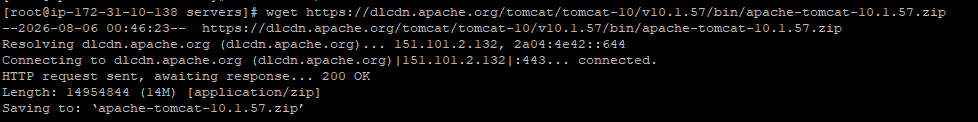 [root@ip-172-31-10-138 servers]# wget https://dlcdn.apache.org/tomcat/tomcat-10/v10.1.57/bin/apache-tomcat-10.1.57.zip
--2026-08-06 00:46:23--  https://dlcdn.apache.org/tomcat/tomcat-10/v10.1.57/bin/apache-tomcat-10.1.57.zip
Resolving dlcdn.apache.org (dlcdn.apache.org)... 151.101.2.132, 2a04:4e42::644
Connecting to dlcdn.apache.org (dlcdn.apache.org)|151.101.2.132|:443... connected.
HTTP request sent, awaiting response... 200 OK
Length: 14954844 (14M) [application/zip]
Saving to: ‘apache-tomcat-10.1.57.zip’